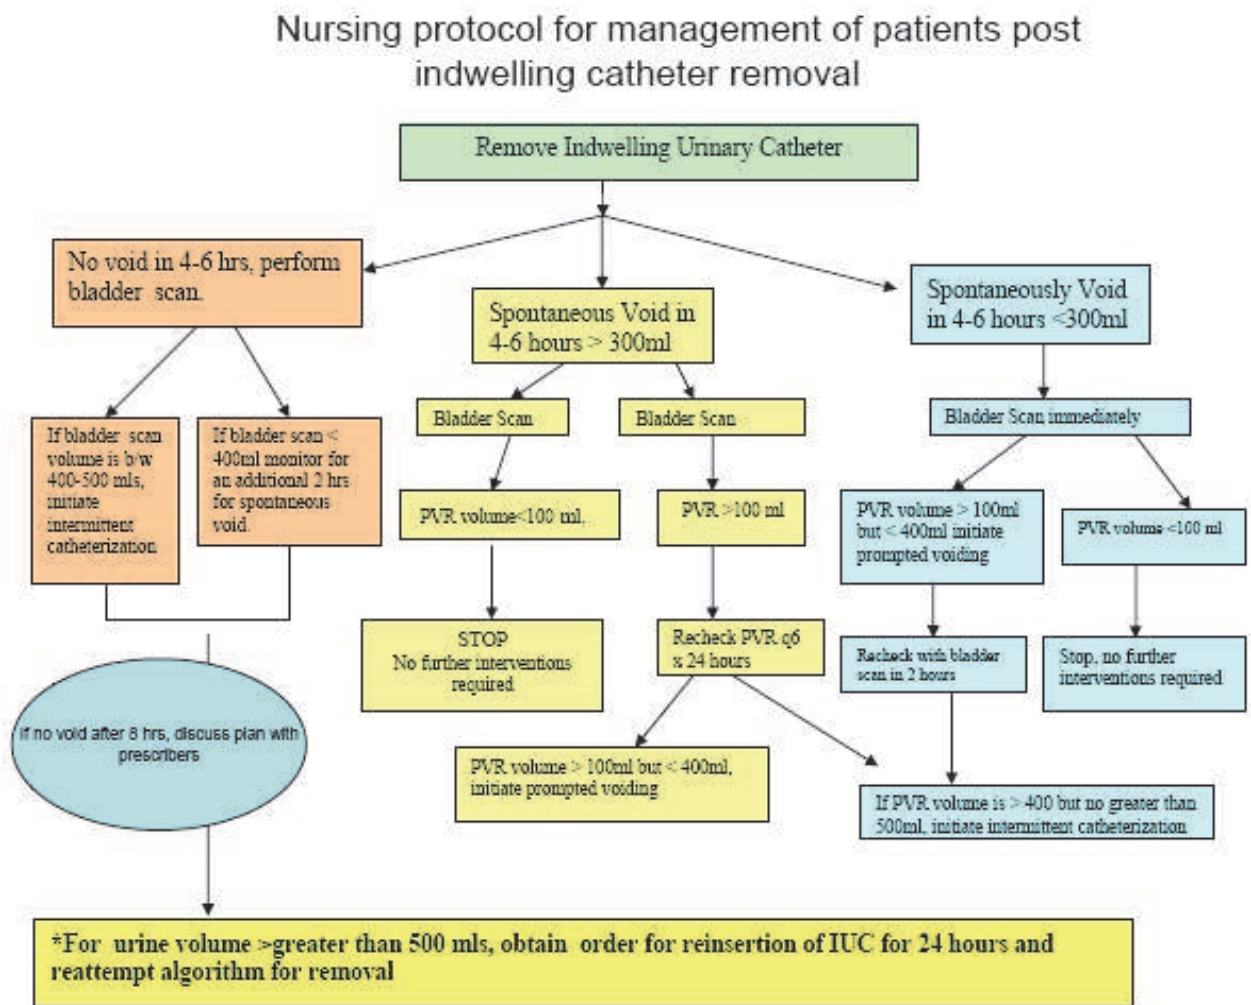 Nursing protocol for management of patients post
indwelling catheter removal
Remove Indwelling Urinary Catheter
No void in 4-6 hrs, perform
bladder scan.
Spontaneous Void in
4-6 hours > 300ml
Spontaneously Void
in 4-6 hours <300ml
If bladder scan
volume is b/w
400-500 mls,
initiate
intermittent
catheterization
If bladder scan <
400ml monitor for
an additional 2 hrs
for spontaneous
void.
Bladder Scan
Bladder Scan
Bladder Scan immediately
PVR volume<100 ml.
PVR >100 ml
PVR volume > 100ml
but < 400ml initiate
prompted voiding
PVR volume <100 ml
STOP
No further interventions
required
Recheck PVR q6
x 24 hours
Recheck with bladder
scan in 2 hours
Stop, no further
interventions required
If no void after 8 hrs, discuss plan with
prescribers
PVR volume > 100ml but < 400ml,
initiate prompted voiding
If PVR volume is > 400 but no greater than
500ml, initiate intermittent catheterization
*For urine volume >greater than 500 mls, obtain order for reinsertion of IUC for 24 hours and
reattempt algorithm for removal